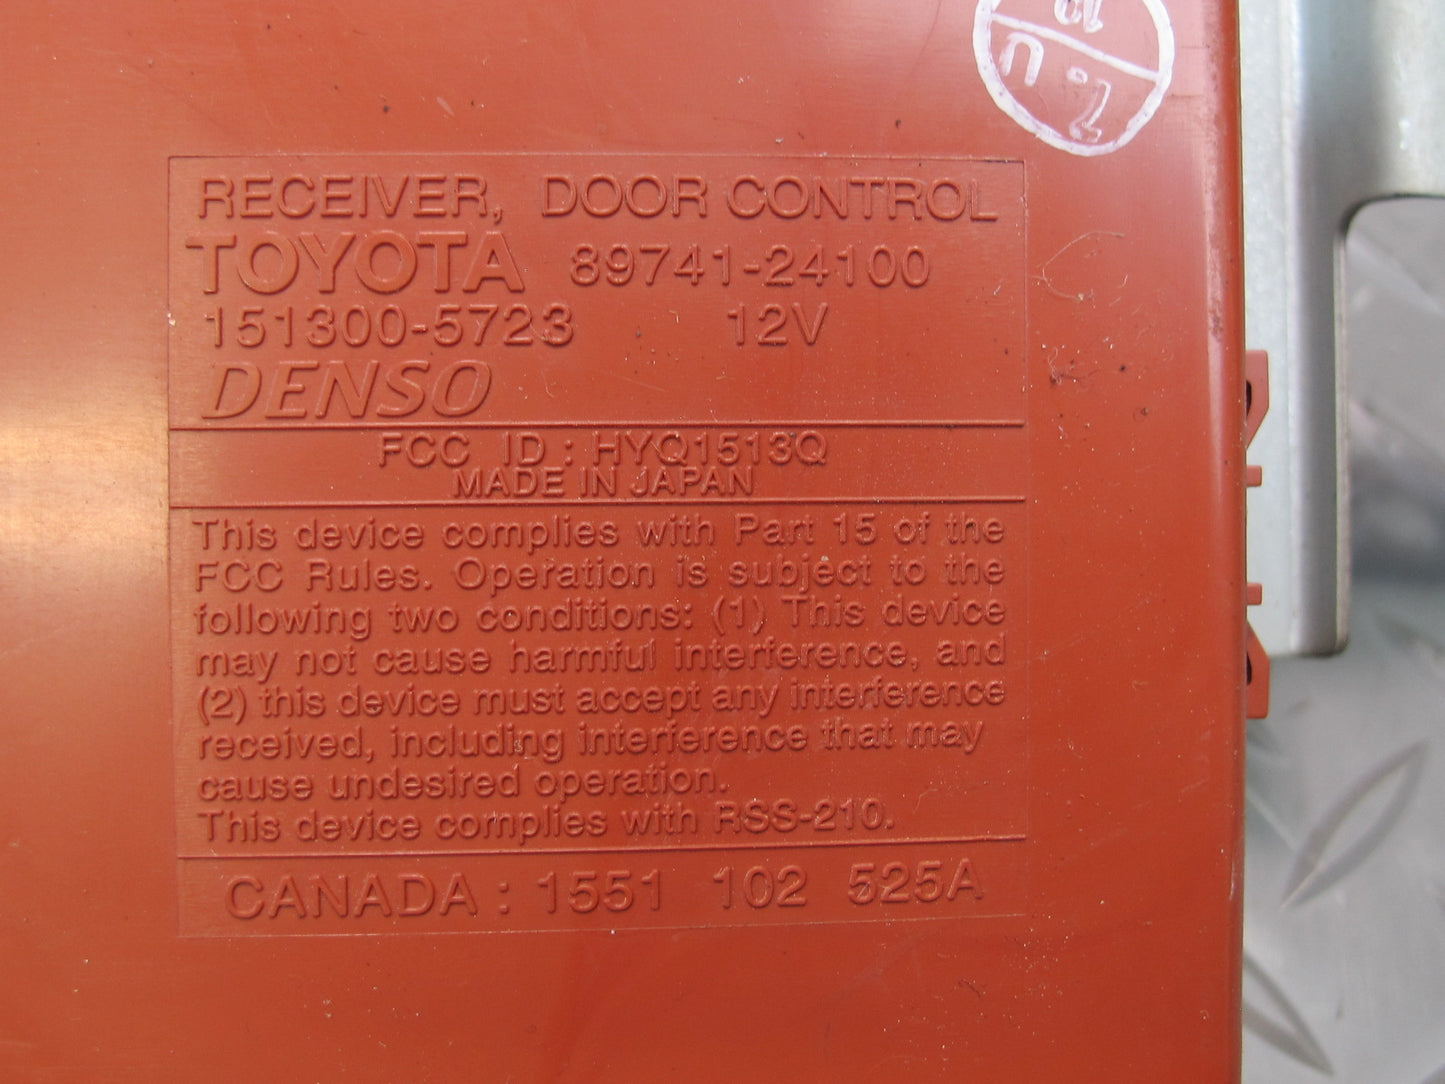 RECEIVER, DOOR CONTROL
TOYOTA 89741-24100
151300-5723 12V
DENSO
FCC ID : HYQ1513Q
MADE IN JAPAN
This device complies with Part 15 of the
FCC Rules. Operation is subject to the
following two conditions: (1) This device
may not cause harmful interference, and
(2) this device must accept any interference
received, including interference that may
cause undesired operation.
This device complies with RSS-210.
CANADA : 1551 102 525A